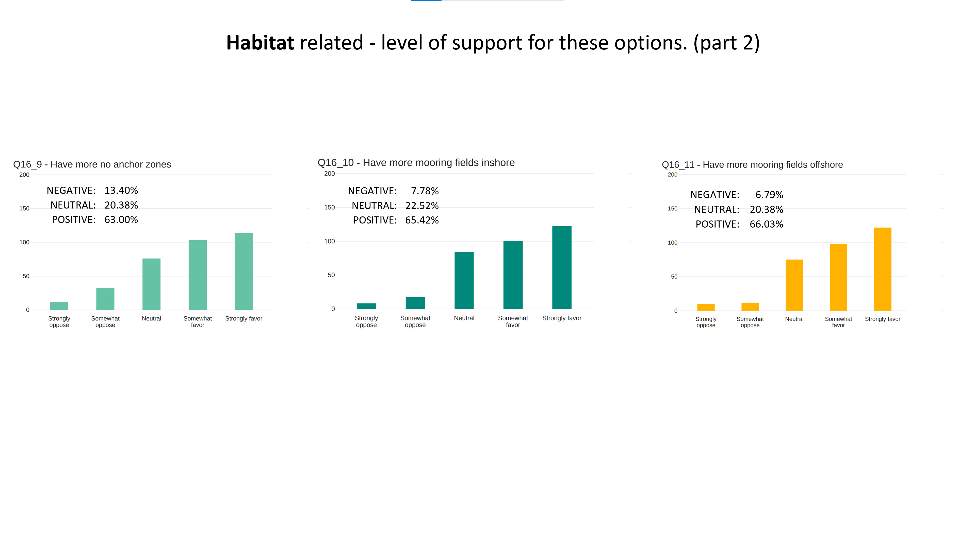 Habitat related - level of support for these options. (part 2)
Q16_9 - Have more no anchor zones
200
150
100
50
0
NEGATIVE: 13.40%
NEUTRAL: 20.38%
POSITIVE: 63.00%
Strongly
oppose
Somewhat
oppose
Neutral
Somewhat
favor
Strongly favor
Q16_10 - Have more mooring fields inshore
200
150
100
50
0
NEGATIVE: 7.78%
NEUTRAL: 22.52%
POSITIVE: 65.42%
Strongly
oppose
Somewhat
oppose
Neutral
Somewhat
favor
Strongly favor
Q16_11 - Have more mooring fields offshore
200
150
100
50
0
NEGATIVE: 6.79%
NEUTRAL: 20.38%
POSITIVE: 66.03%
Strongly
oppose
Somewhat
oppose
Neutral
Somewhat
favor
Strongly favor